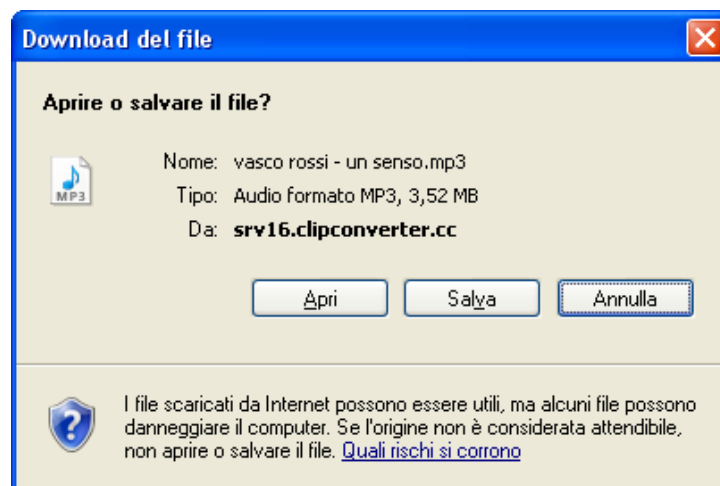 Download del file
Aprire o salvare il file?
MP3
Nome: vasco rossi - un senso.mp3
Tipo: Audio formato MP3, 3,52 MB
Da: srv16.clipconverter.cc
Apri Salva Annulla
I file scaricati da Internet possono essere utili, ma alcuni file possono
danneggiare il computer. Se l'origine non è considerata attendibile,
non aprire o salvare il file. Quali rischi si corrono